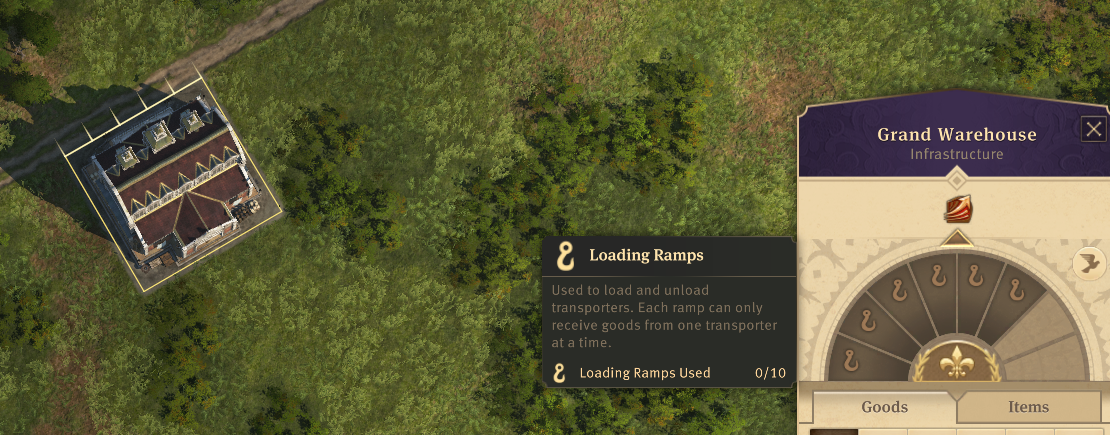 Grand Warehouse
Infrastructure
Loading Ramps
Used to load and unload
transporters. Each ramp can only
receive goods from one transporter
at a time.
Loading Ramps Used 0/10
Goods Items